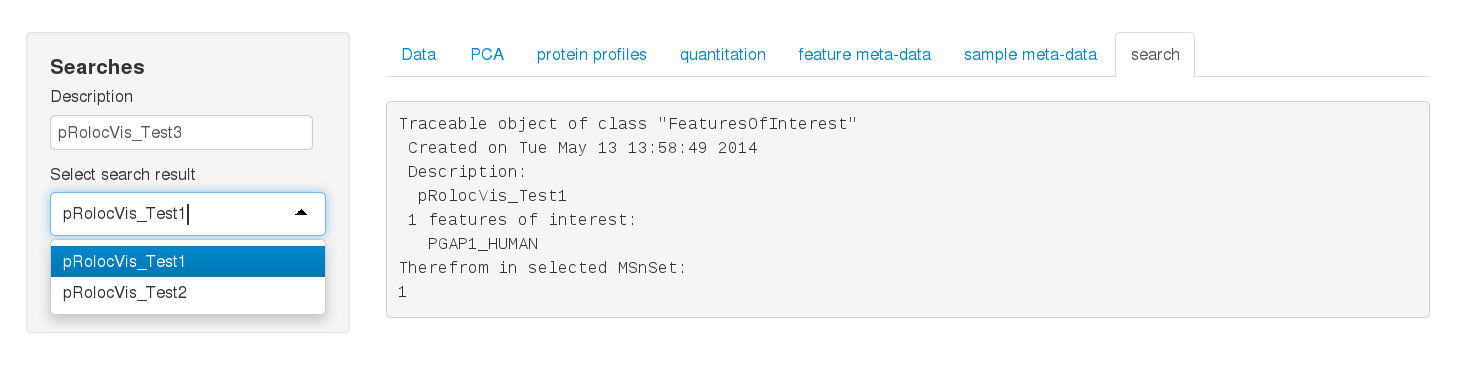 Searches
Description
pRolocVis_Test3
Select search result
pRolocVis_Test1
pRolocVis_Test1
pRolocVis_Test2
Data PCA protein profiles quantitation feature meta-data sample meta-data search
Traceable object of class "FeaturesOfInterest"
Created on Tue May 13 13:58:49 2014
Description:
pRolocVis_Test1
1 features of interest:
PGAP1_HUMAN
Therefrom in selected MSnSet:
1